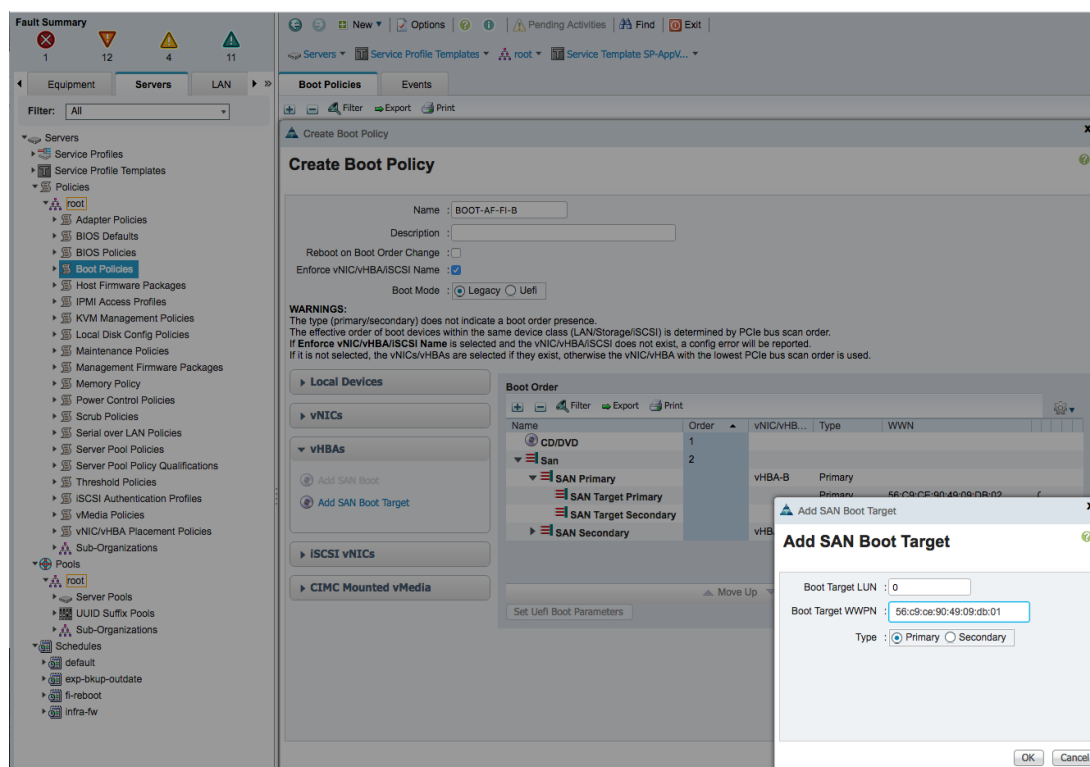 Fault Summary
1 12 4 11
New Options Pending Activities Find Exit
Servers Service Profile Templates root Service Template SP-AppV...
Equipment Servers LAN
Filter: All
Servers
Service Profiles
Service Profile Templates
Policies
root
Adapter Policies
BIOS Defaults
BIOS Policies
Boot Policies
Host Firmware Packages
IPMI Access Profiles
KVM Management Policies
Local Disk Config Policies
Maintenance Policies
Management Firmware Packages
Memory Policy
Power Control Policies
Scrub Policies
Serial over LAN Policies
Server Pool Policies
Server Pool Policy Qualifications
Threshold Policies
iSCSI Authentication Profiles
vMedia Policies
vNIC/vHBA Placement Policies
Sub-Organizations
Pools
root
Server Pools
UUID Suffix Pools
Sub-Organizations
Schedules
default
exp-bkup-outdate
fi-reboot
infra-fw
Boot Policies Events
Filter Export Print
Create Boot Policy
Create Boot Policy
Name : BOOT-AF-FI-B
Description :
Reboot on Boot Order Change :
Enforce vNIC/vHBA/iSCSI Name :
Boot Mode : Legacy Uefi
WARNINGS:
The type (primary/secondary) does not indicate a boot order presence.
The effective order of boot devices within the same device class (LAN/Storage/iSCSI) is determined by PCIe bus scan order.
If Enforce vNIC/vHBA/iSCSI Name is selected and the vNIC/vHBA/iSCSI does not exist, a config error will be reported.
If it is not selected, the vNICs/vHBAs are selected if they exist, otherwise the vNIC/vHBA with the lowest PCIe bus scan order is used.
Local Devices
vNICs
vHBAs
Add SAN Boot
Add SAN Boot Target
iSCSI vNICs
CIMC Mounted vMedia
Boot Order
Filter Export Print
Name Order vNIC/vHB... Type WWN
CD/DVD 1
San 2
SAN Primary vHBA-B Primary
SAN Target Primary Primary 56:C9:CE:90:49:09:DB:02
SAN Target Secondary
SAN Secondary
Move Up
Set Uefi Boot Parameters
Add SAN Boot Target
Add SAN Boot Target
Boot Target LUN : 0
Boot Target WWPN : 56:c9:ce:90:49:09:db:01
Type : Primary Secondary
OK Cancel